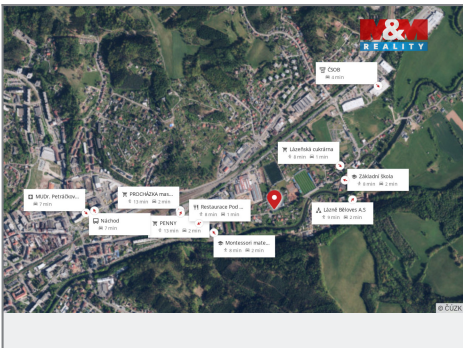 M&M
REALITY
ČSOB
4 min
Lázeňská cukrárna
8 min 1 min
Základní škola
8 min 2 min
MUDr. Petráčkov...
7 min
PROCHÁZKA mas...
13 min 2 min
Restaurace Pod ...
8 min 1 min
Lázně Běloves A.S
9 min 3 min
Náchod
7 min
PENNY
13 min 2 min
Montessori mate...
8 min 2 min
© ČÚZK